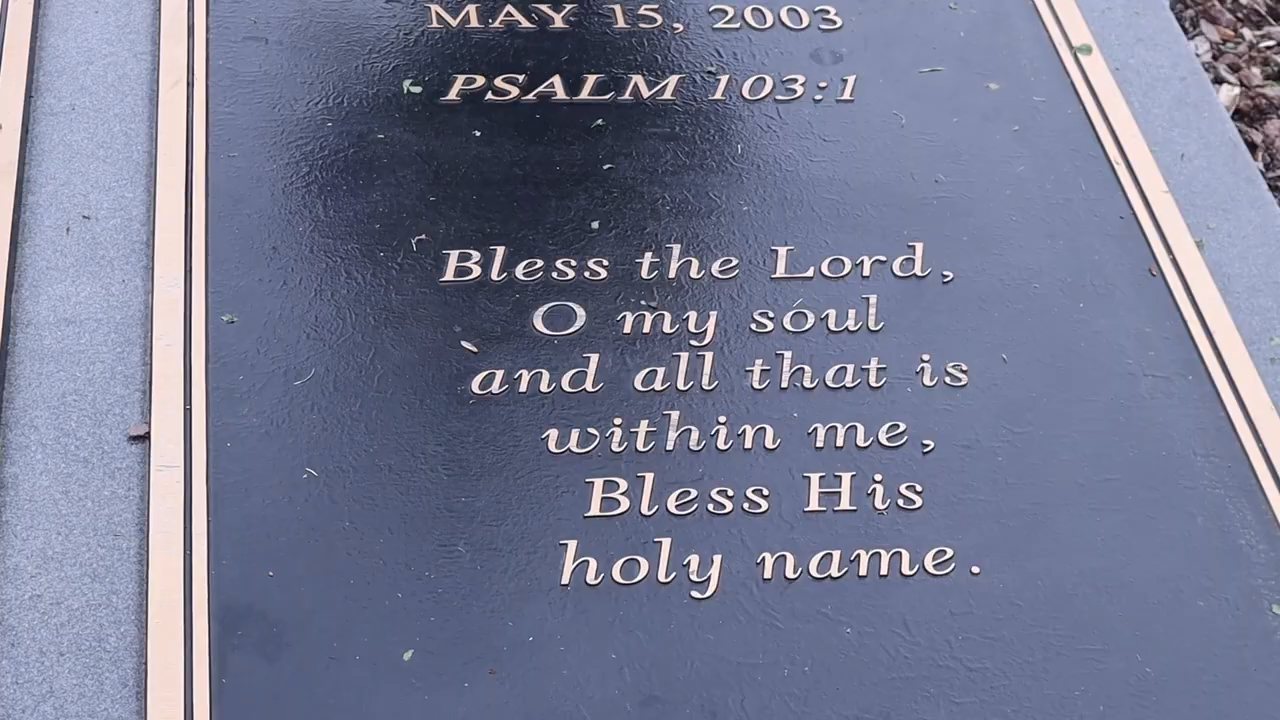 MAY 15, 2003
PSALM 103:1
Bless the Lord,
O my soul
and all that is
within me,
Bless His
holy name.